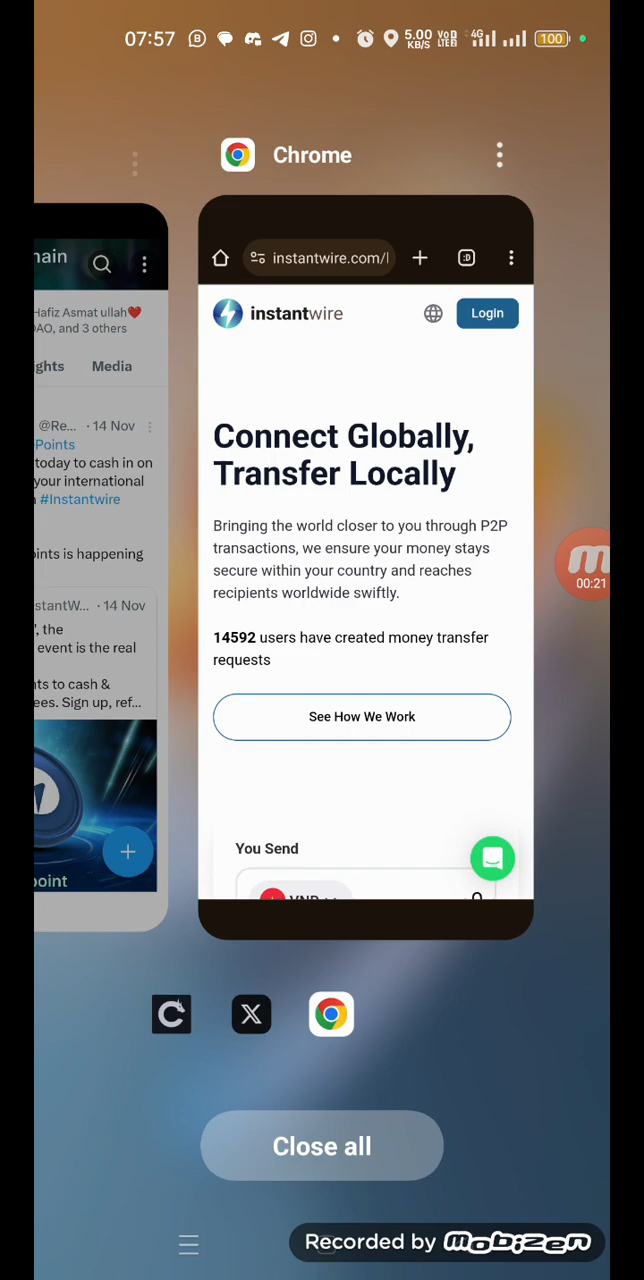 07:57
5.00
KB/S
VoD
LTE2
4G
100
Chrome
instantwire.com/
:D
instantwire
Login
Connect Globally,
Transfer Locally
Bringing the world closer to you through P2P
transactions, we ensure your money stays
secure within your country and reaches
recipients worldwide swiftly.
14592 users have created money transfer
requests
See How We Work
You Send
hain
Hafiz Asmat ullah❤️
DAO, and 3 others
ghts Media
@Re... · 14 Nov
Points
today to cash in on
your international
#Instantwire
oints is happening
stantW... · 14 Nov
', the
event is the real
nts to cash &
ees. Sign up, ref...
point
00:21
Close all
Recorded by mobizen